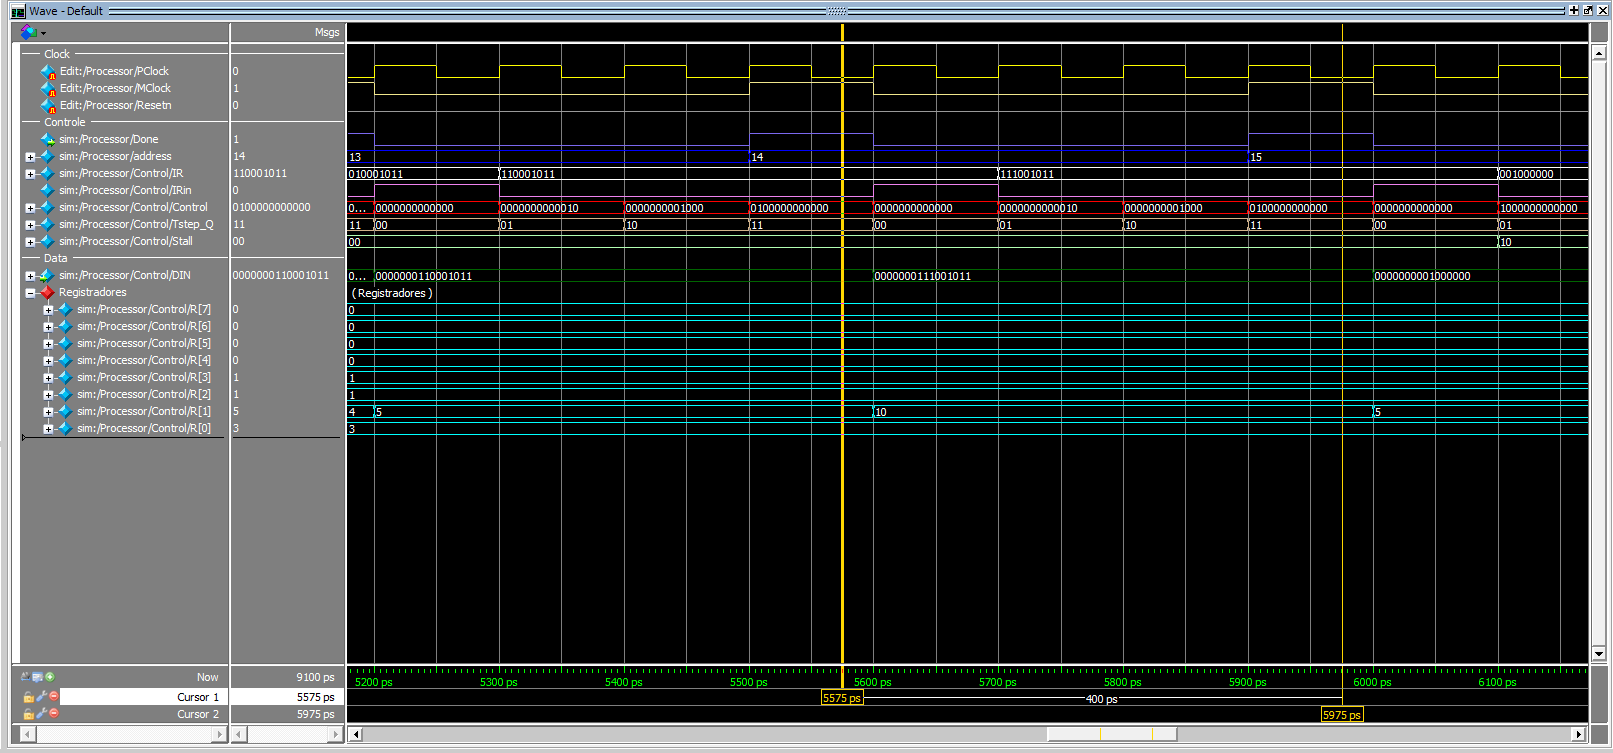 Wave - Default
Msgs
Clock
Edit:/Processor/PClock 0
Edit:/Processor/MClock 1
Edit:/Processor/Resetn 0
Controle
sim:/Processor/Done 1
sim:/Processor/address 14 13 14 15
sim:/Processor/Control/IR 110001011 010001011 110001011 111001011 001000000
sim:/Processor/Control/IRin 0
sim:/Processor/Control/Control 0100000000000 0... 0000000000000 0000000000010 0000000001000 0100000000000 0000000000000 0000000000010 0000000001000 0100000000000 0000000000000 1000000000000
sim:/Processor/Control/Tstep_Q 11 11 00 01 10 11 00 01 10 11 00 01
sim:/Processor/Control/Stall 00 00 10
Data
sim:/Processor/Control/DIN 0000000110001011 0... 0000000110001011 0000000111001011 0000000001000000
Registradores ( Registradores )
sim:/Processor/Control/R[7] 0 0
sim:/Processor/Control/R[6] 0 0
sim:/Processor/Control/R[5] 0 0
sim:/Processor/Control/R[4] 0 0
sim:/Processor/Control/R[3] 1 1
sim:/Processor/Control/R[2] 1 1
sim:/Processor/Control/R[1] 5 4 5 10 5
sim:/Processor/Control/R[0] 3 3
Now 9100 ps 5200 ps 5300 ps 5400 ps 5500 ps 5600 ps 5700 ps 5800 ps 5900 ps 6000 ps 6100 ps
Cursor 1 5575 ps 5575 ps 400 ps
Cursor 2 5975 ps 5975 ps